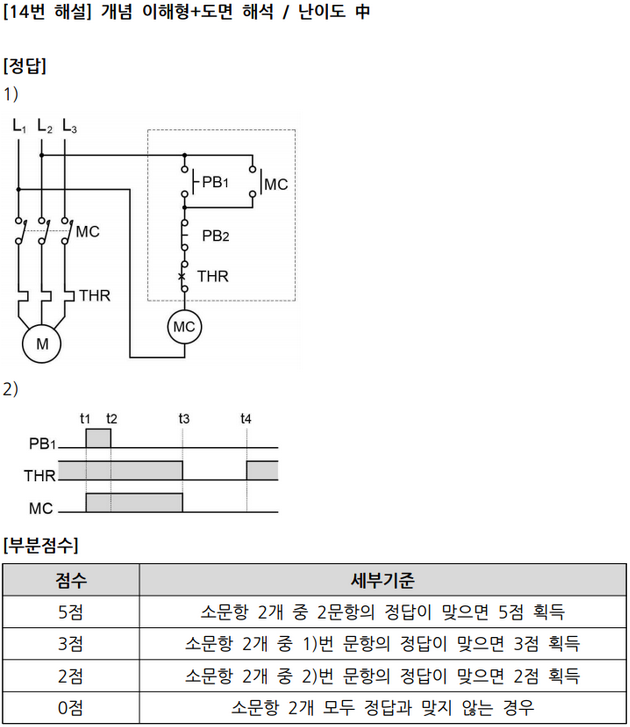 [14번 해설] 개념 이해형+도면 해석 / 난이도 中
[정답]
1)
L1 L2 L3
PB1 MC
MC PB2
THR
THR
MC
M
2)
t1 t2 t3 t4
PB1
THR
MC
[부분점수]
점수 세부기준
5점 소문항 2개 중 2문항의 정답이 맞으면 5점 획득
3점 소문항 2개 중 1)번 문항의 정답이 맞으면 3점 획득
2점 소문항 2개 중 2)번 문항의 정답이 맞으면 2점 획득
0점 소문항 2개 모두 정답과 맞지 않는 경우